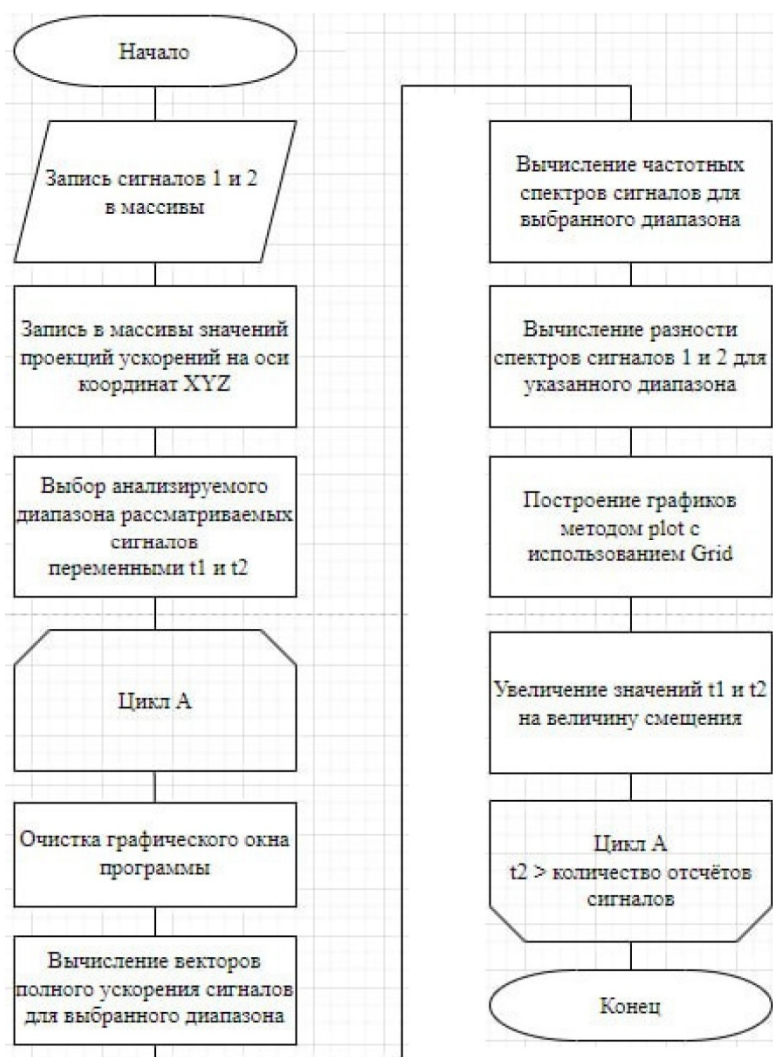 Начало
Запись сигналов 1 и 2
в массивы
Запись в массивы значений
проекций ускорений на оси
координат XYZ
Выбор анализируемого
диапазона рассматриваемых
сигналов
переменными t1 и t2
Цикл А
Очистка графического окна
программы
Вычисление векторов
полного ускорения сигналов
для выбранного диапазона
Вычисление частотных
спектров сигналов для
выбранного диапазона
Вычисление разности
спектров сигналов 1 и 2 для
указанного диапазона
Построение графиков
методом plot с
использованием Grid
Увеличение значений t1 и t2
на величину смещения
Цикл А
t2 > количество отсчётов
сигналов
Конец